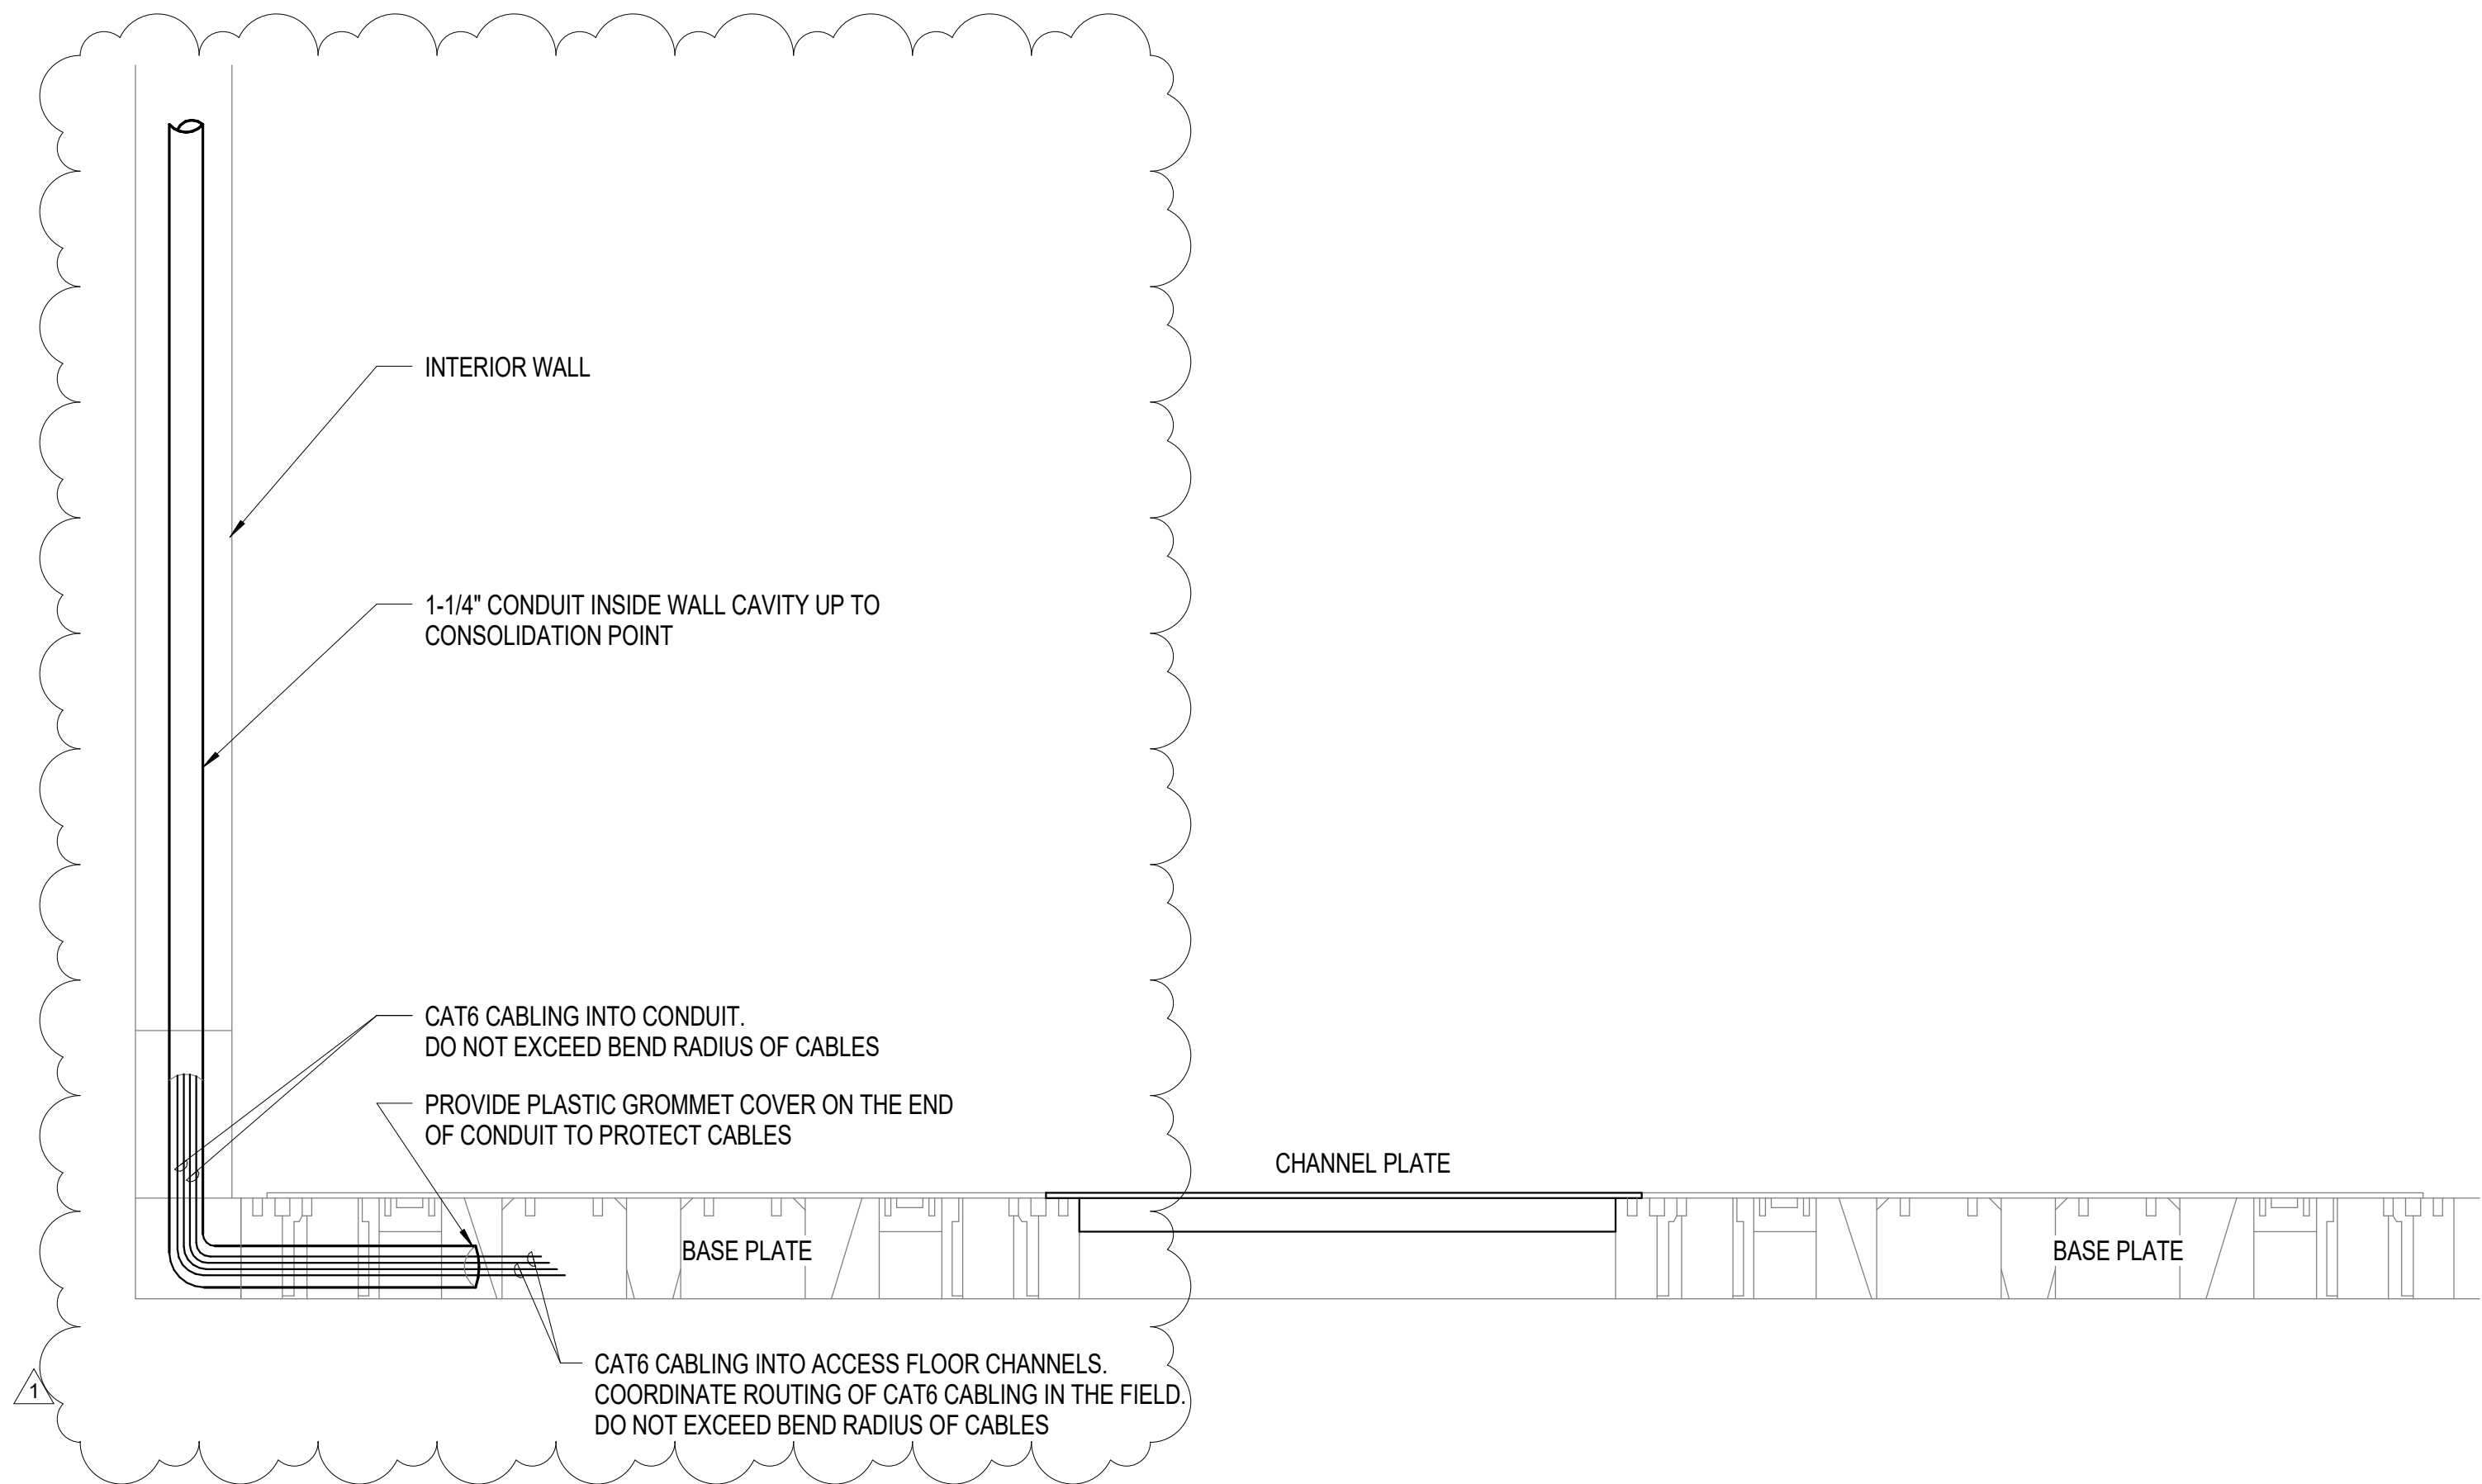 INTERIOR WALL
1-1/4" CONDUIT INSIDE WALL CAVITY UP TO
CONSOLIDATION POINT
CAT6 CABLING INTO CONDUIT.
DO NOT EXCEED BEND RADIUS OF CABLES
PROVIDE PLASTIC GROMMET COVER ON THE END
OF CONDUIT TO PROTECT CABLES
CHANNEL PLATE
BASE PLATE
BASE PLATE
CAT6 CABLING INTO ACCESS FLOOR CHANNELS.
COORDINATE ROUTING OF CAT6 CABLING IN THE FIELD.
DO NOT EXCEED BEND RADIUS OF CABLES
1